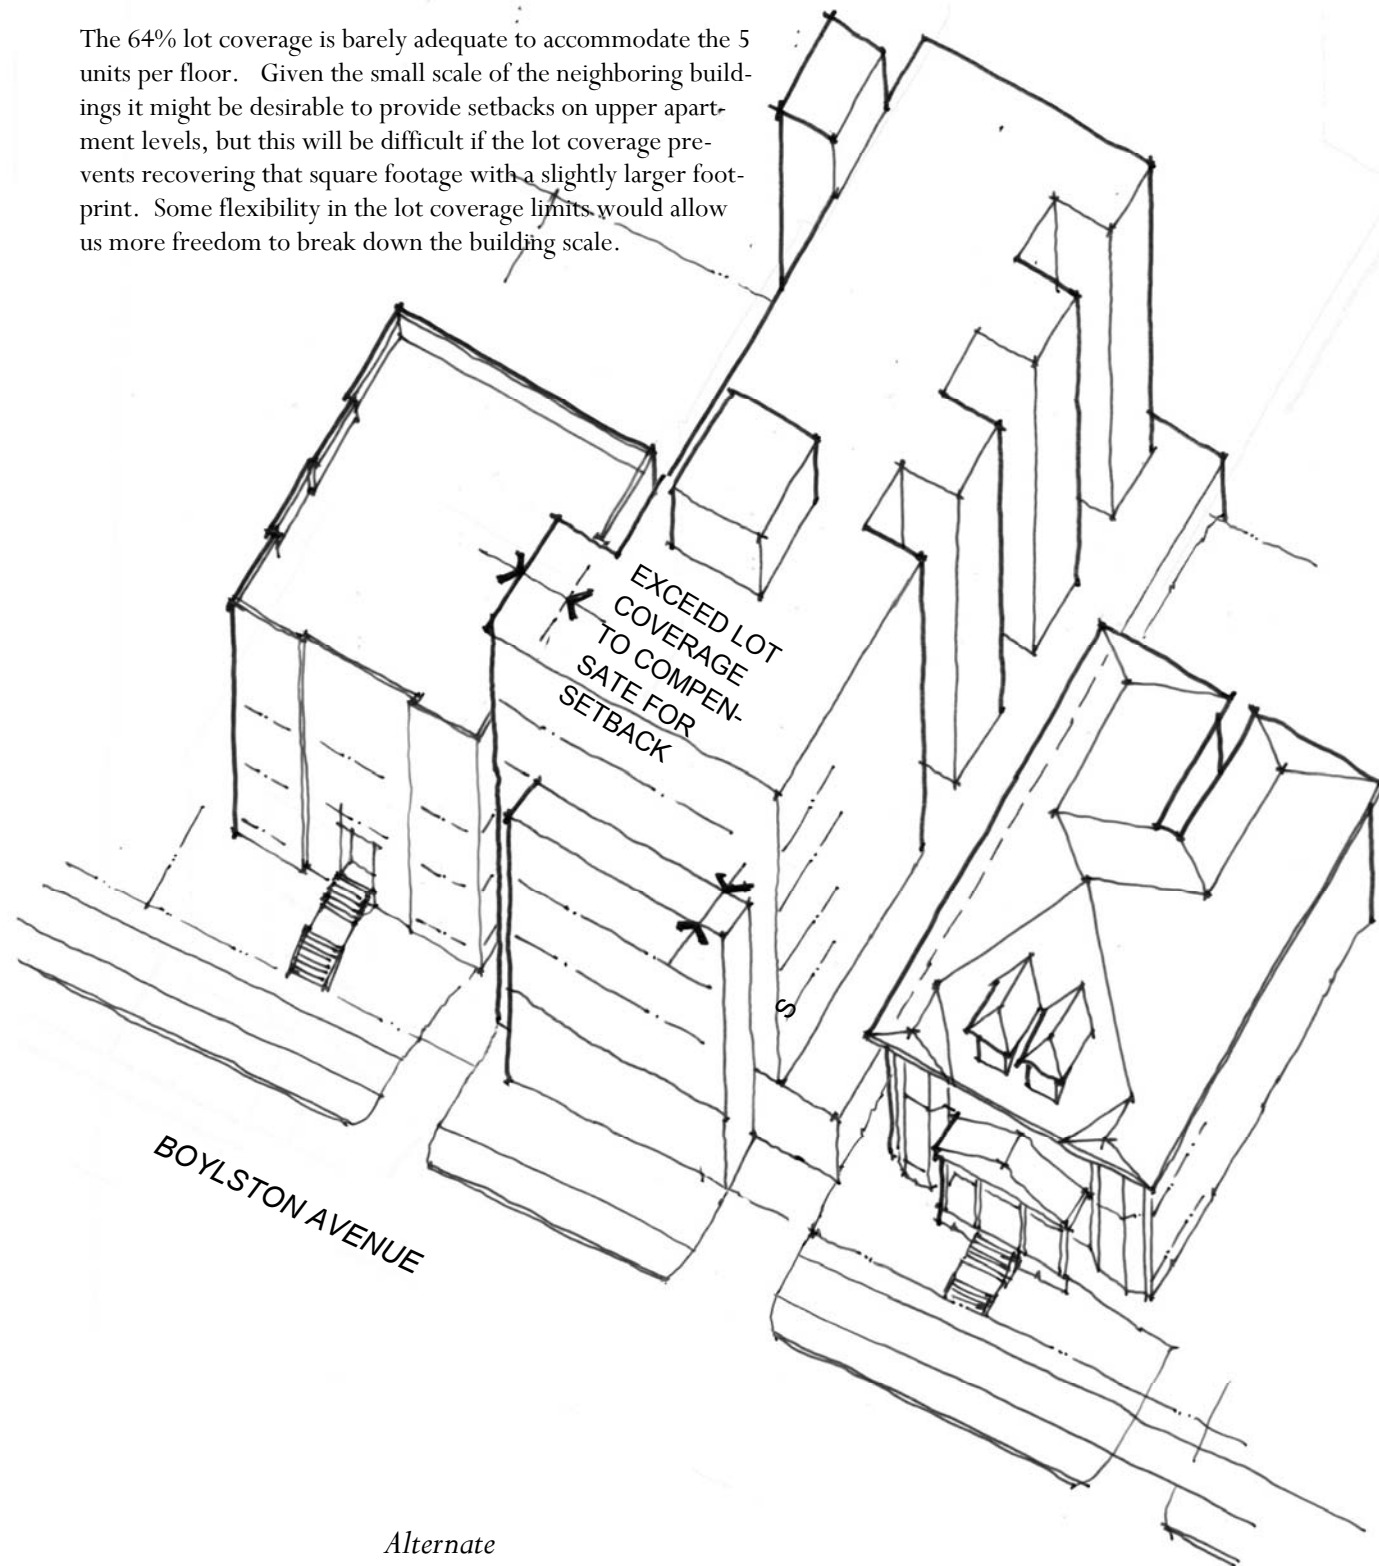 The 64% lot coverage is barely adequate to accommodate the 5
units per floor.   Given the small scale of the neighboring build-
ings it might be desirable to provide setbacks on upper apart-
ment levels, but this will be difficult if the lot coverage pre-
vents recovering that square footage with a slightly larger foot-
print.  Some flexibility in the lot coverage limits would allow
us more freedom to break down the building scale.
EXCEED LOT
COVERAGE
TO COMPEN-
SATE FOR
SETBACK
S
BOYLSTON AVENUE
Alternate